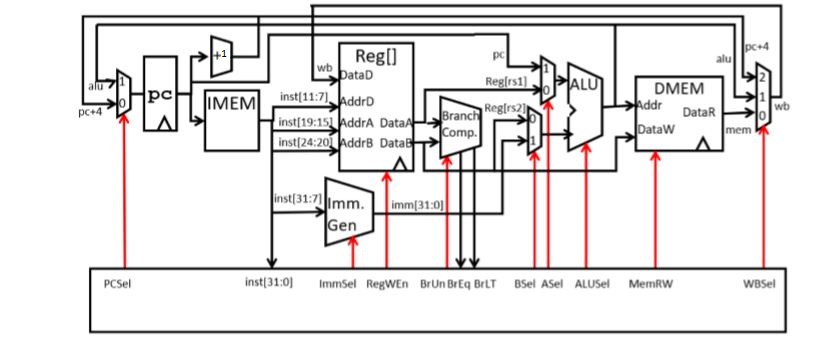 pc+4
alu
wb
Reg[]
DataD
AddrD
AddrA DataA
AddrB DataB
+1
pc
alu
1
0
pc+4
pc
IMEM
inst[11:7]
inst[19:15]
inst[24:20]
inst[31:7]
Imm.
Gen
imm[31:0]
Branch
Comp.
Reg[rs1]
Reg[rs2]
1
0
0
1
ALU
DMEM
Addr
DataR
DataW
mem
2
1
0
wb
PCSel inst[31:0] ImmSel RegWEn BrUn BrEq BrLT BSel ASel ALUSel MemRW WBSel